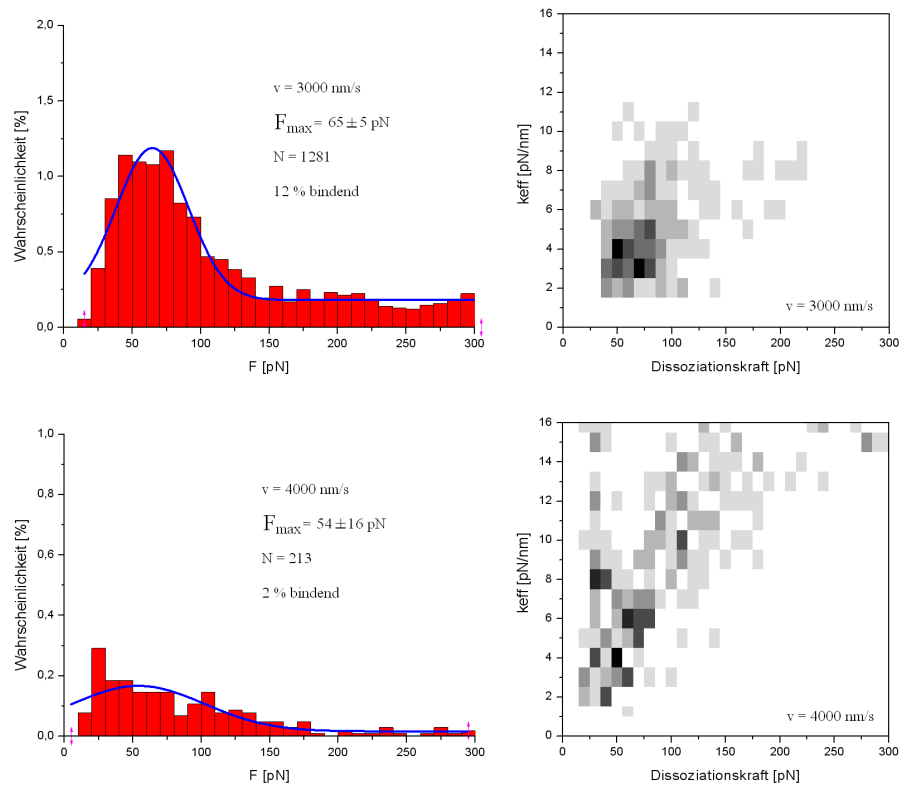 2,0
1,5
1,0
0,5
0,0
Wahrscheinlichkeit [%]
v = 3000 nm/s
Fmax = 65 ± 5 pN
N = 1281
12 % bindend
0 50 100 150 200 250 300
F [pN]
16
14
12
10
8
6
4
2
0
keff [pN/nm]
v = 3000 nm/s
0 50 100 150 200 250 300
Dissoziationskraft [pN]
1,0
0,8
0,6
0,4
0,2
0,0
Wahrscheinlichkeit [%]
v = 4000 nm/s
Fmax = 54 ± 16 pN
N = 213
2 % bindend
0 50 100 150 200 250 300
F [pN]
16
14
12
10
8
6
4
2
0
keff [pN/nm]
v = 4000 nm/s
0 50 100 150 200 250 300
Dissoziationskraft [pN]